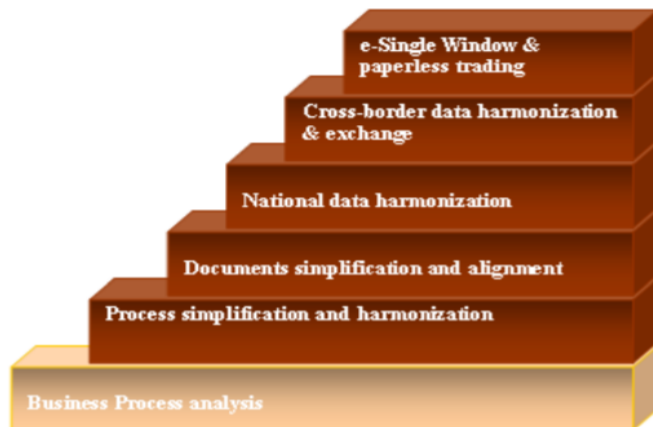 e-Single Window &
paperless trading
Cross-border data harmonization
& exchange
National data harmonization
Documents simplification and alignment
Process simplification and harmonization
Business Process analysis